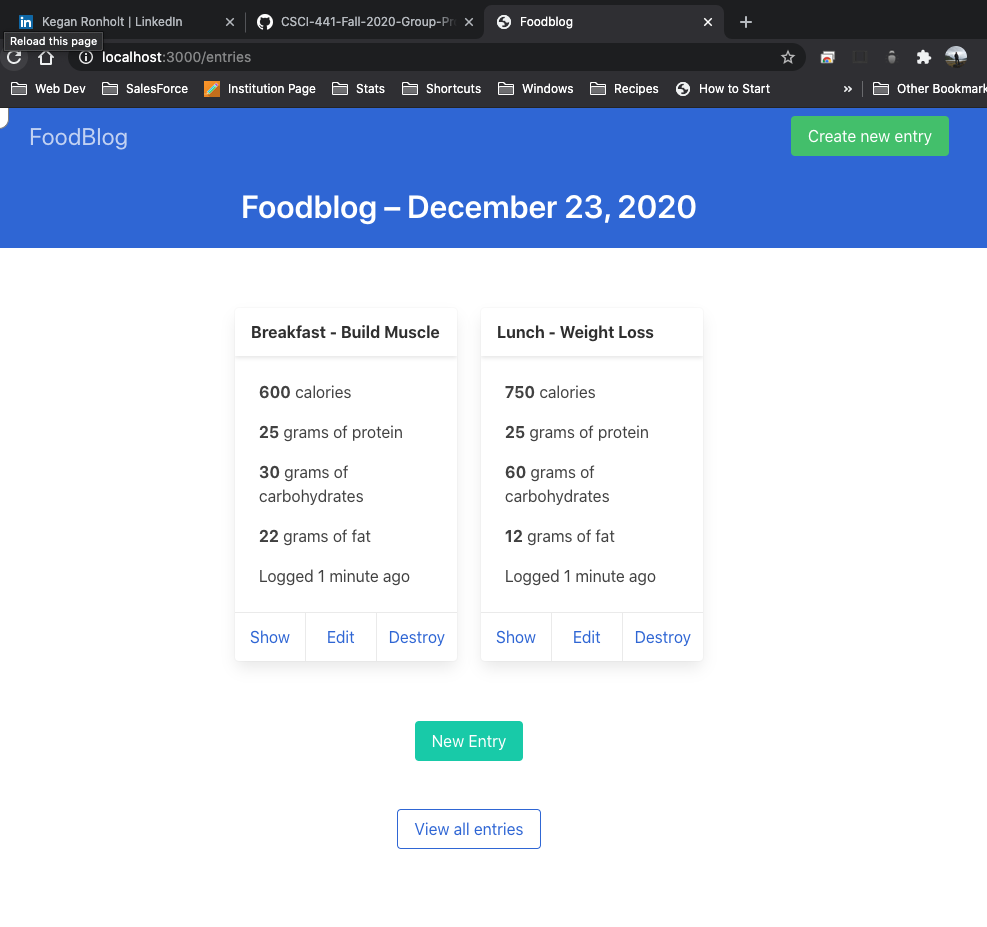 Kegan Ronholt | LinkedIn
CSCI-441-Fall-2020-Group-Pr
Foodblog
Reload this page
localhost:3000/entries
Web Dev
SalesForce
Institution Page
Stats
Shortcuts
Windows
Recipes
How to Start
»
Other Bookmark
FoodBlog
Create new entry
Foodblog – December 23, 2020
Breakfast - Build Muscle
600 calories
25 grams of protein
30 grams of
carbohydrates
22 grams of fat
Logged 1 minute ago
Show Edit Destroy
Lunch - Weight Loss
750 calories
25 grams of protein
60 grams of
carbohydrates
12 grams of fat
Logged 1 minute ago
Show Edit Destroy
New Entry
View all entries